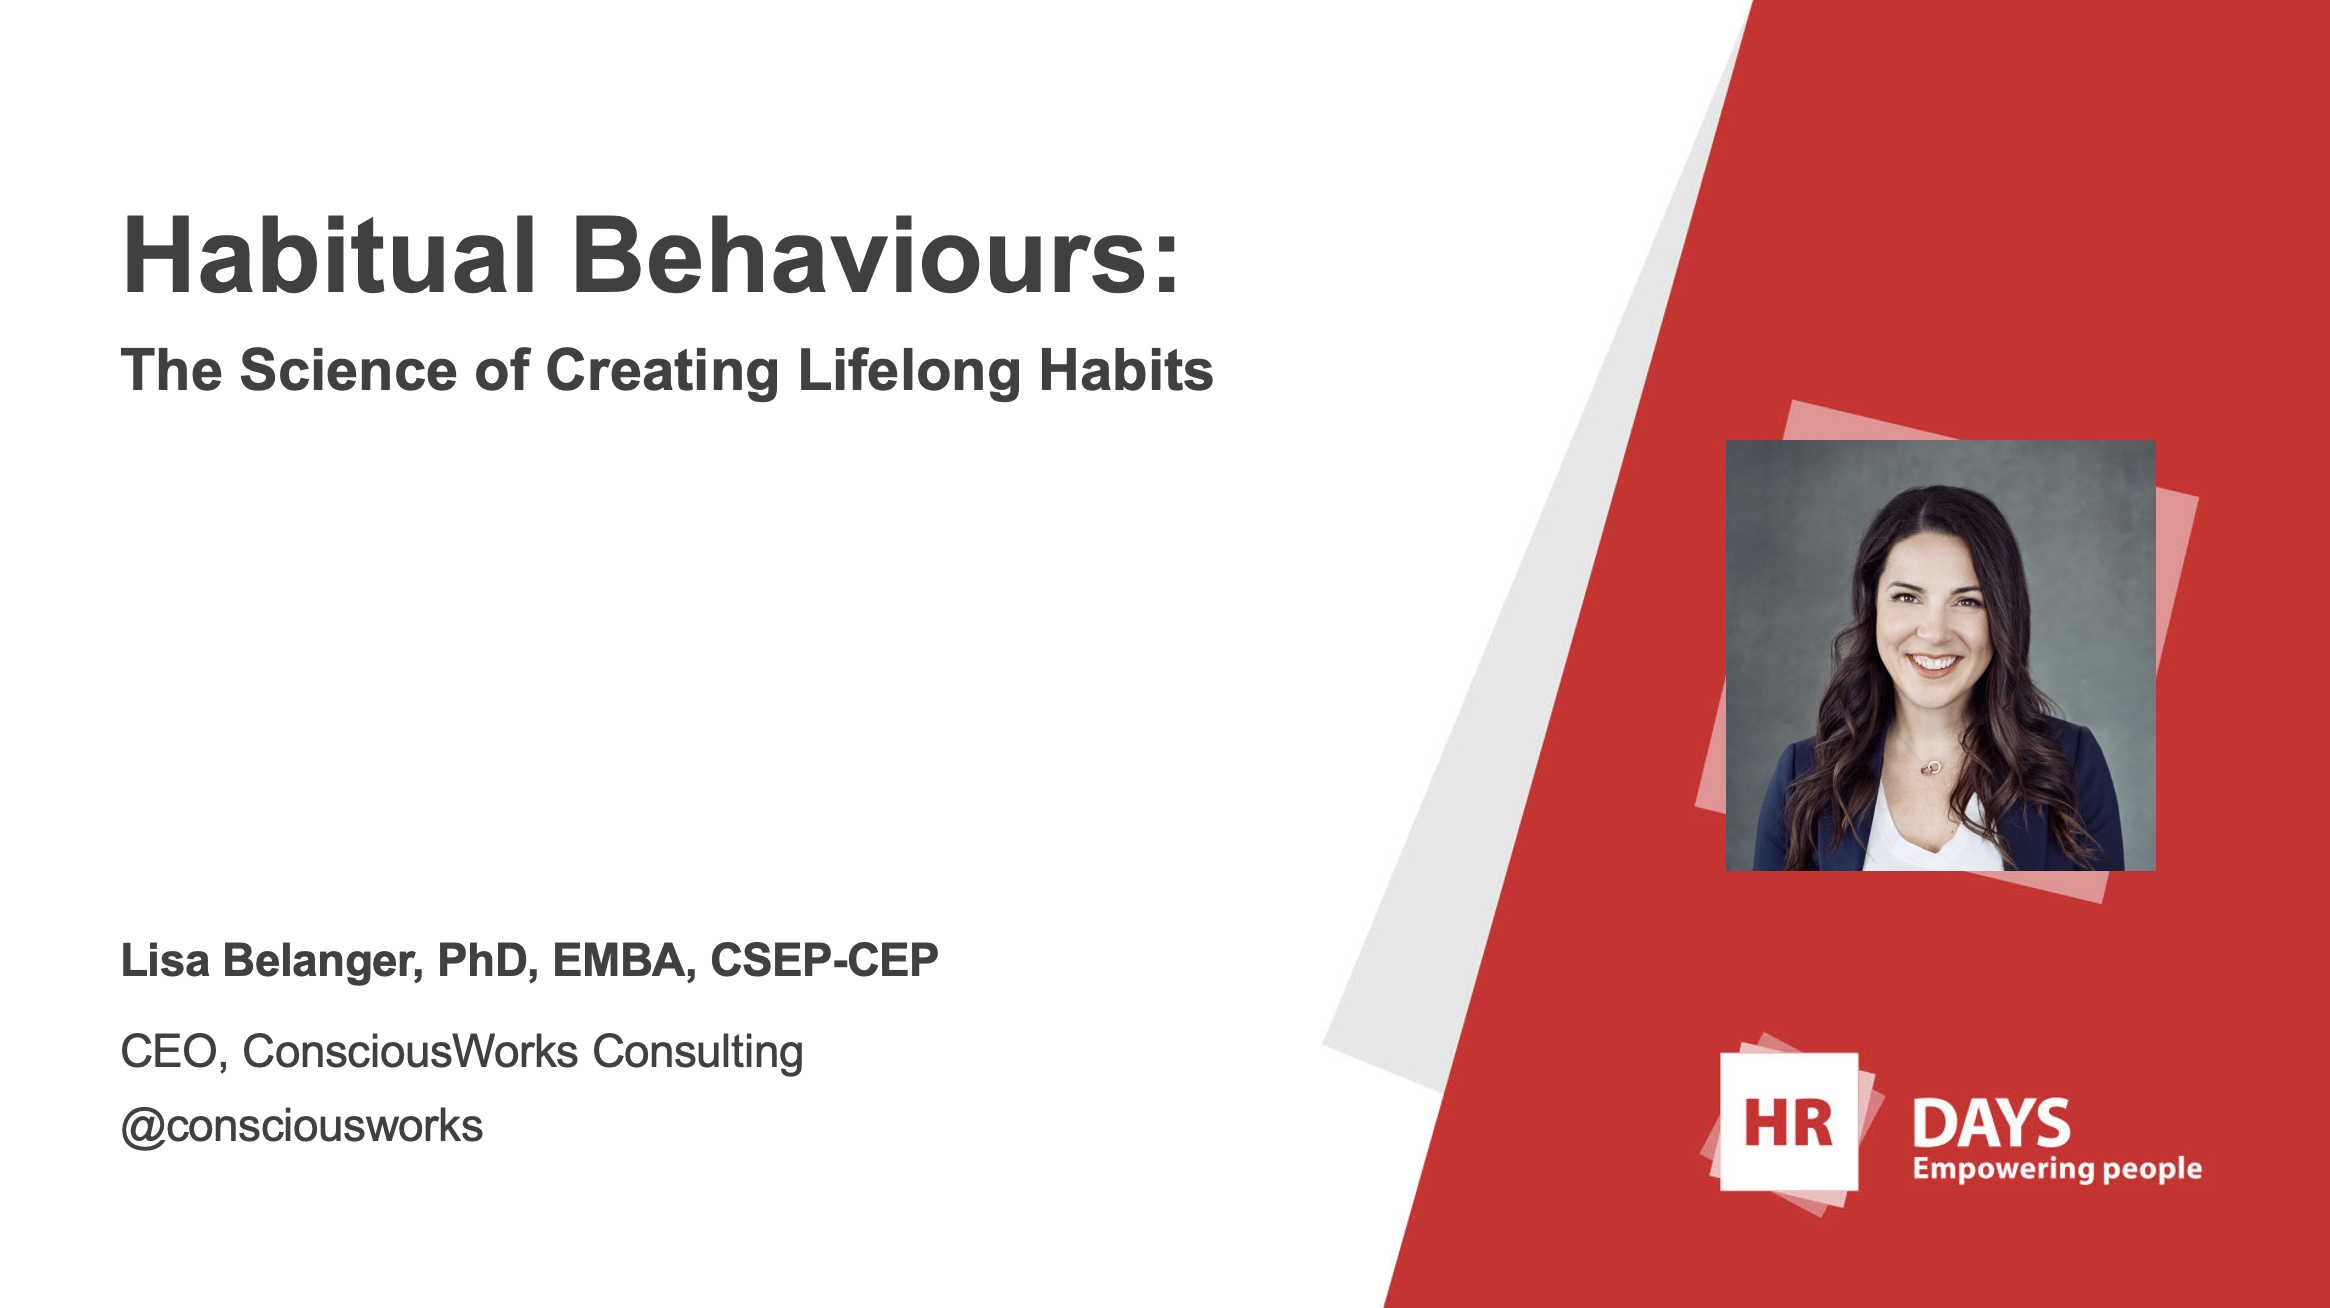 Habitual Behaviours:
The Science of Creating Lifelong Habits
Lisa Belanger, PhD, EMBA, CSEP-CEP
CEO, ConsciousWorks Consulting
@consciousworks
HR DAYS
Empowering people